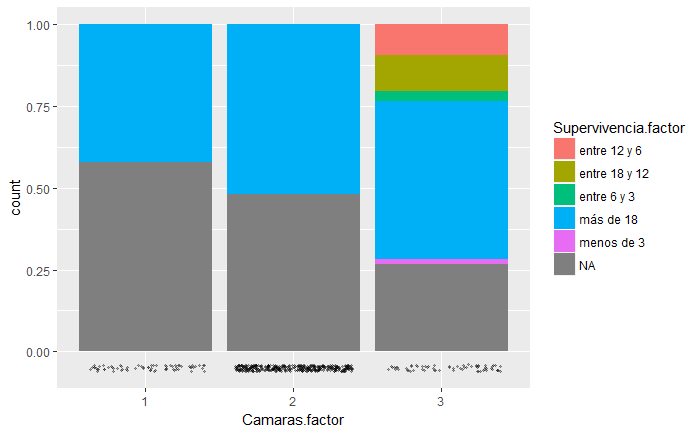 1.00
0.75
0.50
0.25
0.00
count
1
2
3
Camaras.factor
Supervivencia.factor
entre 12 y 6
entre 18 y 12
entre 6 y 3
más de 18
menos de 3
NA